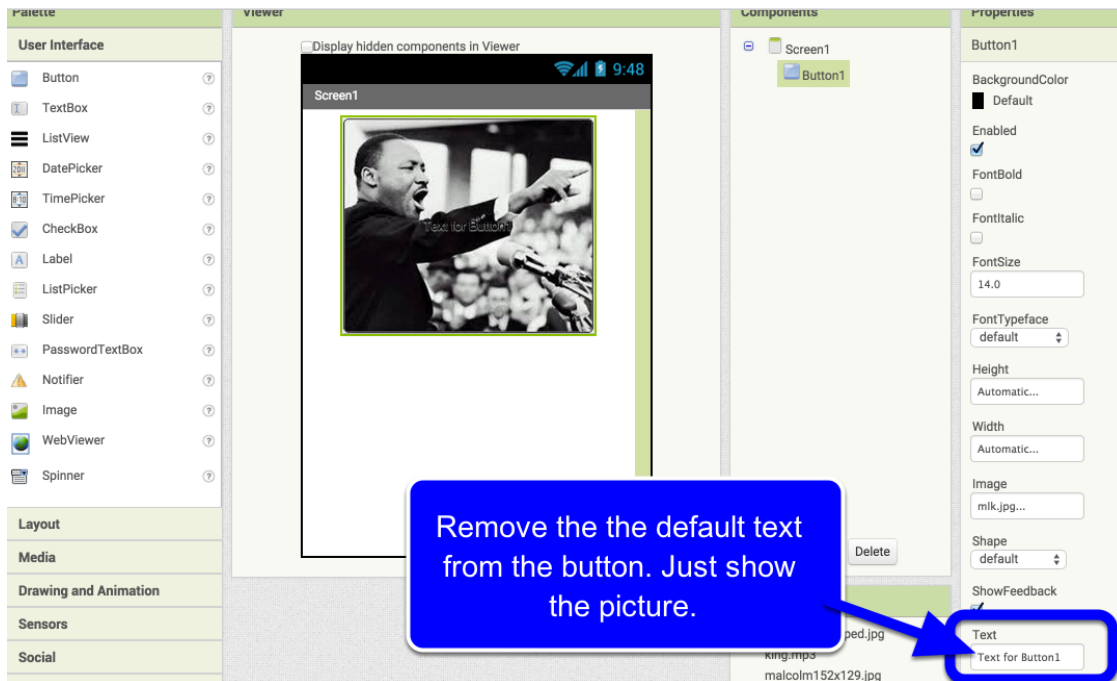 Palette
User Interface
Button
TextBox
ListView
DatePicker
TimePicker
CheckBox
Label
ListPicker
Slider
PasswordTextBox
Notifier
Image
WebViewer
Spinner
Layout
Media
Drawing and Animation
Sensors
Social
Viewer
Display hidden components in Viewer
9:48
Screen1
Text for Button1
Remove the the default text
from the button. Just show
the picture.
Components
Screen1
Button1
Delete
ped.jpg
king.mp3
malcolm152x129.jpg
Properties
Button1
BackgroundColor
Default
Enabled
FontBold
FontItalic
FontSize
14.0
FontTypeface
default
Height
Automatic...
Width
Automatic...
Image
mlk.jpg...
Shape
default
ShowFeedback
Text
Text for Button1